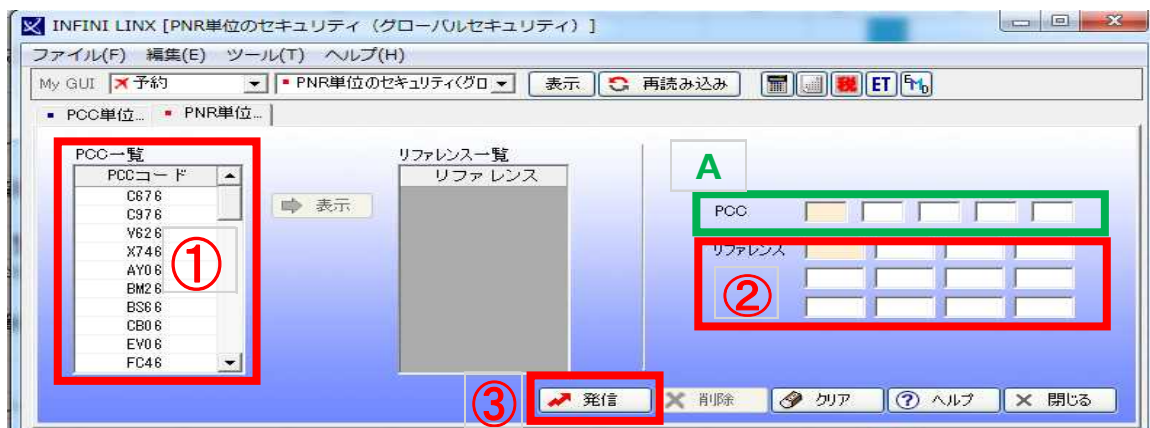 INFINI LINX [PNR単位のセキュリティ（グローバルセキュリティ）]
ファイル(F) 編集(E) ツール(T) ヘルプ(H)
My GUI 予約 PNR単位のセキュリティ(グロ 表示 再読み込み 税 ET EMD
PCC単位... PNR単位...
PCC一覧
PCCコード
C676
C976
V626
X746
AY06
BM26
BS66
CB06
EV06
FC46
①
表示
リファレンス一覧
リファレンス
A
PCC
リファレンス
②
③
発信 削除 クリア ヘルプ 閉じる